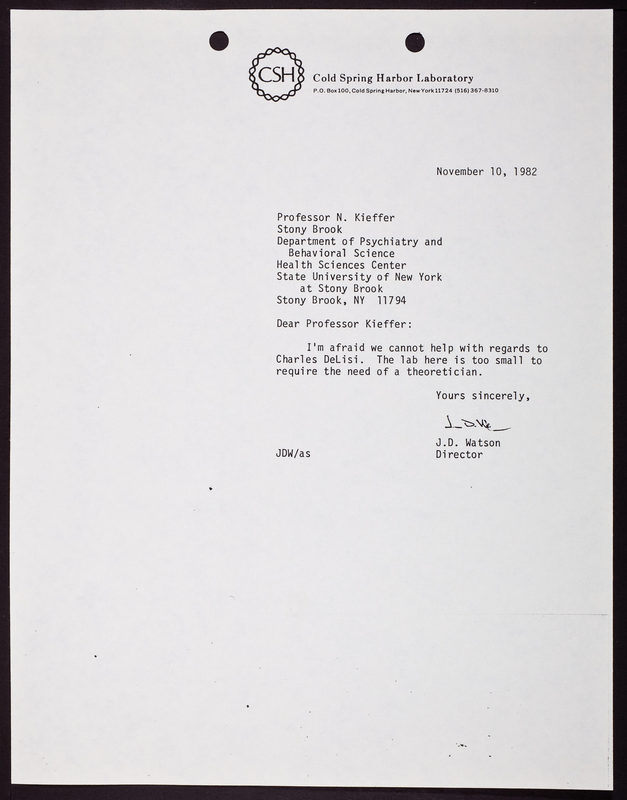 CSH
Cold Spring Harbor Laboratory
P.O. Box 100, Cold Spring Harbor, New York 11724 (516) 367-8310
November 10, 1982
Professor N. Kieffer
Stony Brook
Department of Psychiatry and
Behavioral Science
Health Sciences Center
State University of New York
at Stony Brook
Stony Brook, NY 11794
Dear Professor Kieffer:
I'm afraid we cannot help with regards to
Charles DeLisi. The lab here is too small to
require the need of a theoretician.
Yours sincerely,
J.D. Watson
JDW/as
Director